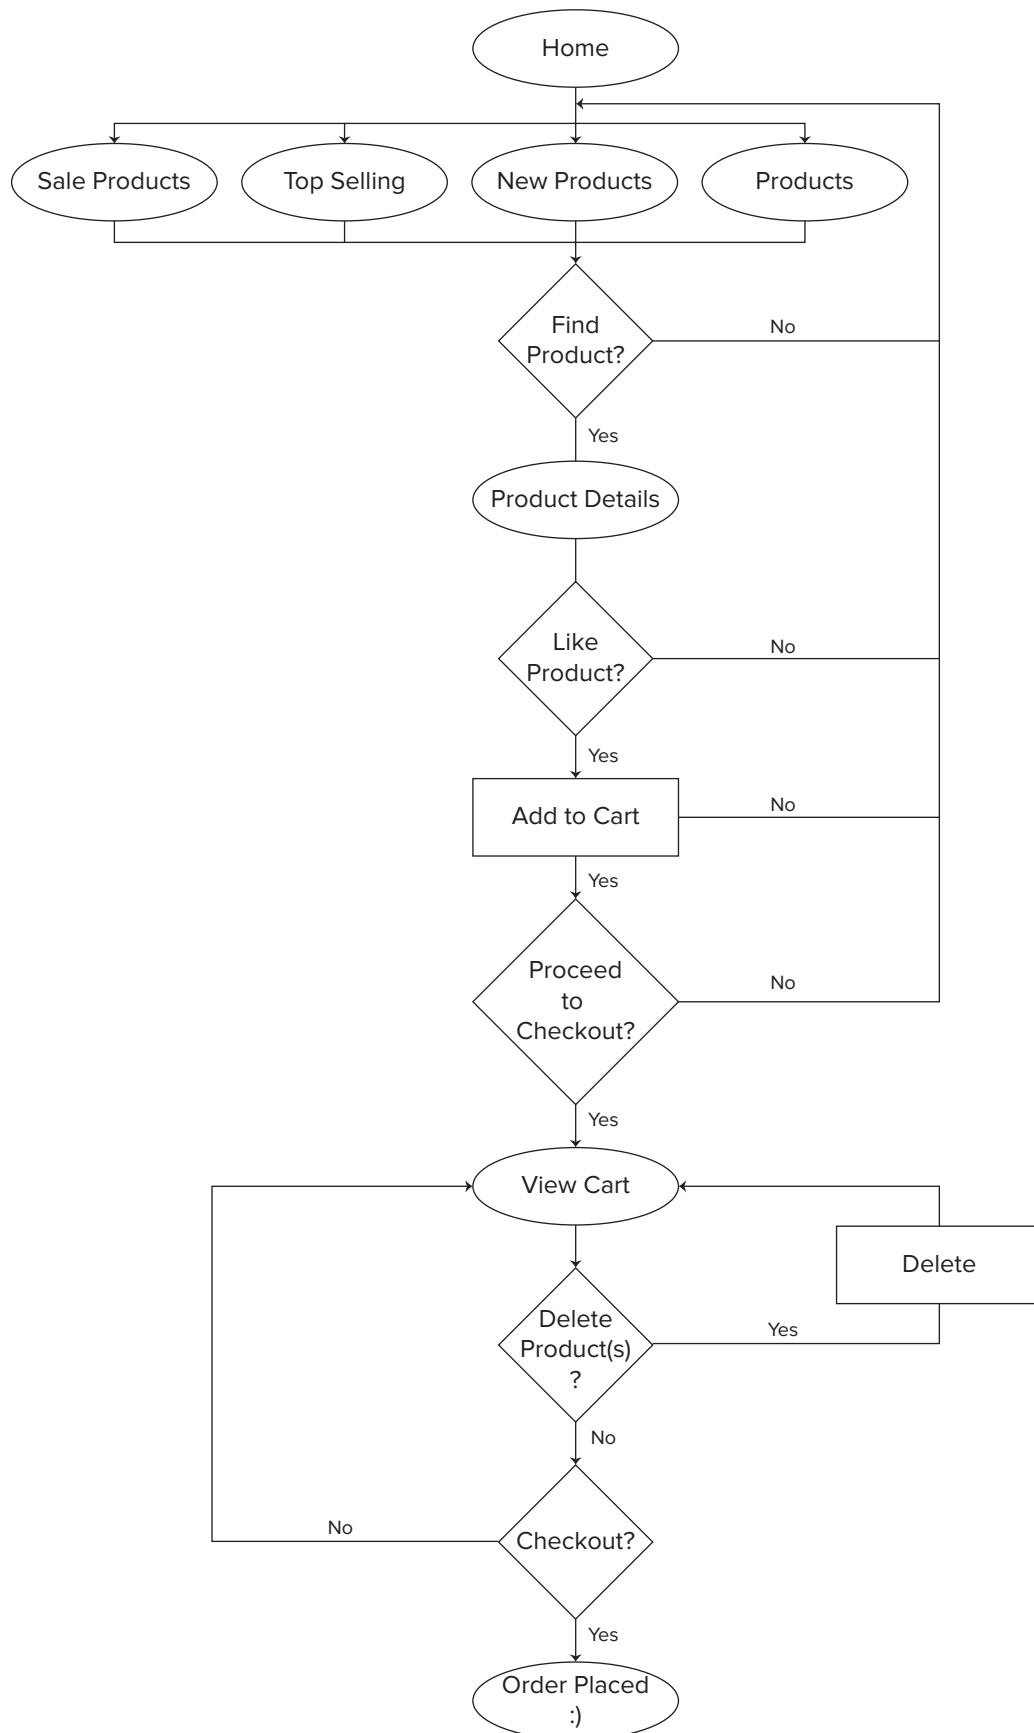 Home
Sale Products
Top Selling
New Products
Products
Find
Product?
No
Yes
Product Details
Like
Product?
No
Yes
Add to Cart
No
Yes
Proceed
to
Checkout?
No
Yes
View Cart
Delete
Delete
Product(s)
?
Yes
No
Checkout?
No
Yes
Order Placed
:)